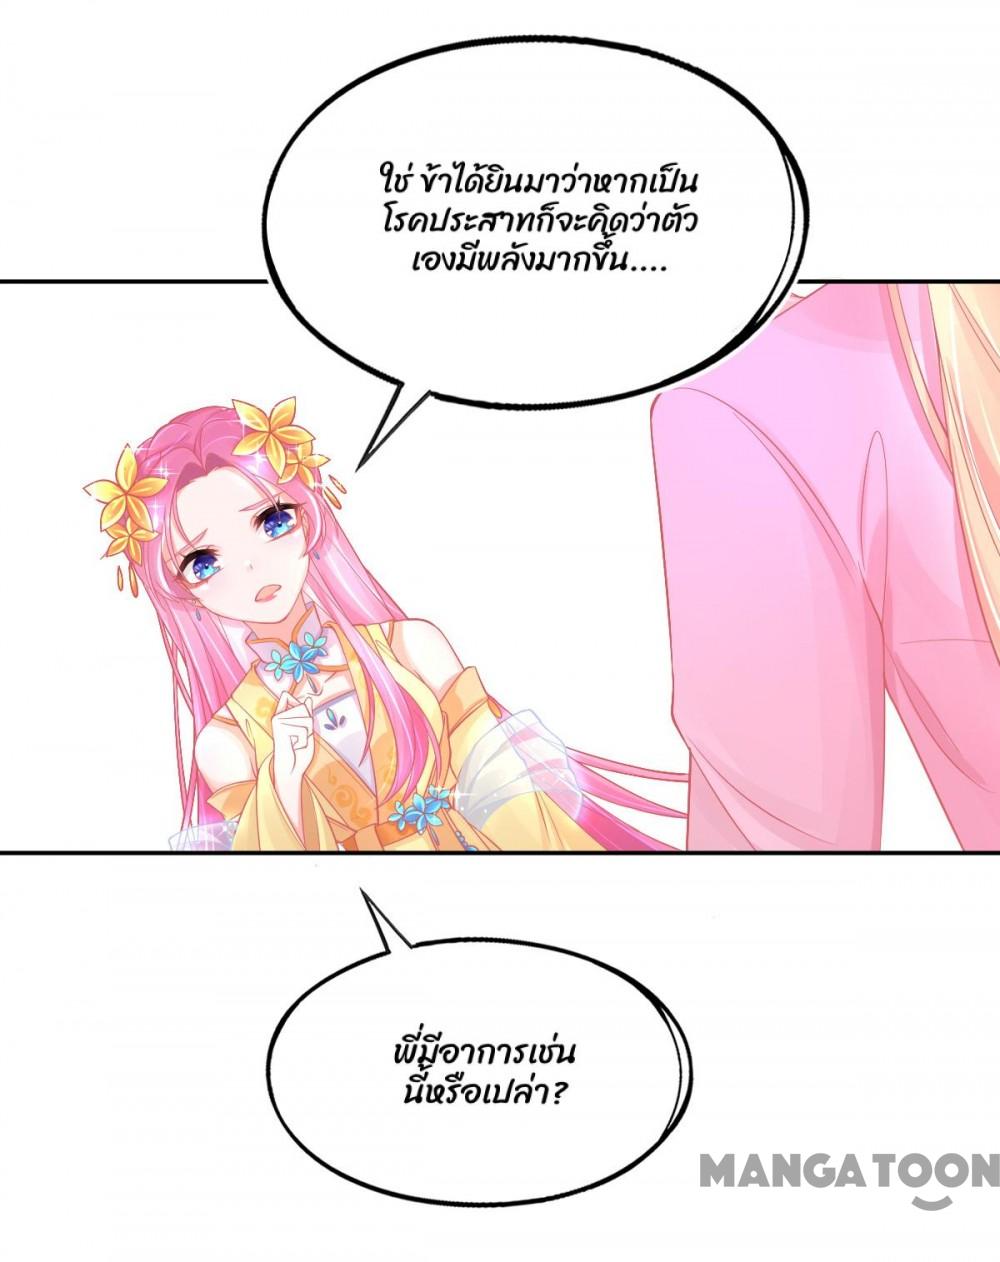 ใช่ ข้าได้ยินมาว่าหากเป็น
โรคประสาทก็จะคิดว่าตัว
เองมีพลังมากขึ้น....
พี่มีอาการเช่น
นี้หรือเปล่า?
MANGATOON